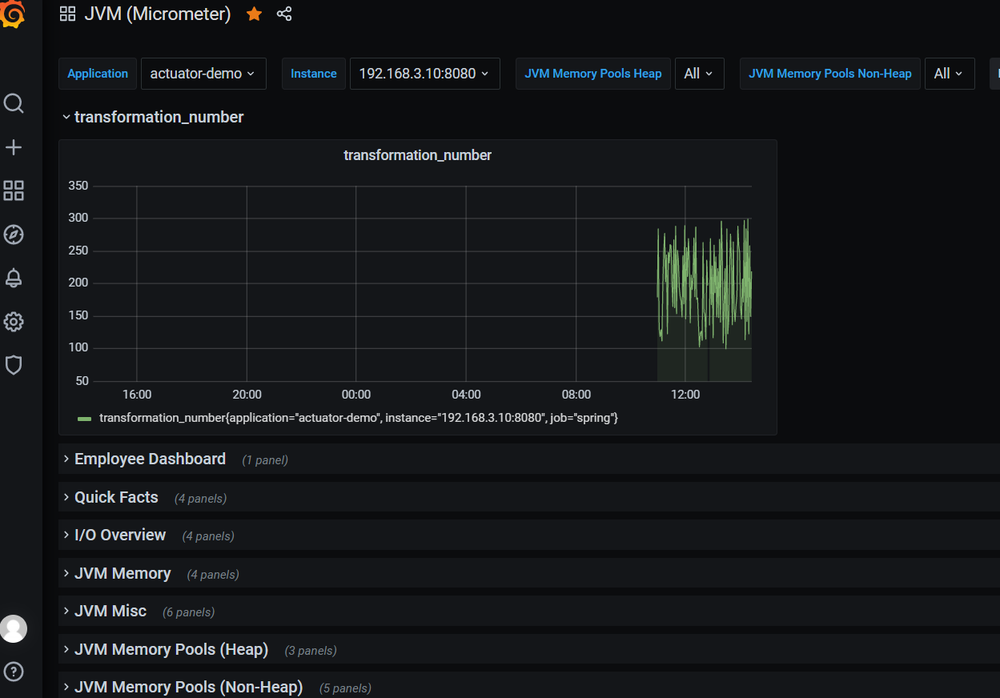 JVM (Micrometer)
Application actuator-demo Instance 192.168.3.10:8080 JVM Memory Pools Heap All JVM Memory Pools Non-Heap All
transformation_number
transformation_number
350
300
250
200
150
100
50
16:00 20:00 00:00 04:00 08:00 12:00
transformation_number{application="actuator-demo", instance="192.168.3.10:8080", job="spring"}
Employee Dashboard (1 panel)
Quick Facts (4 panels)
I/O Overview (4 panels)
JVM Memory (4 panels)
JVM Misc (6 panels)
JVM Memory Pools (Heap) (3 panels)
JVM Memory Pools (Non-Heap) (5 panels)